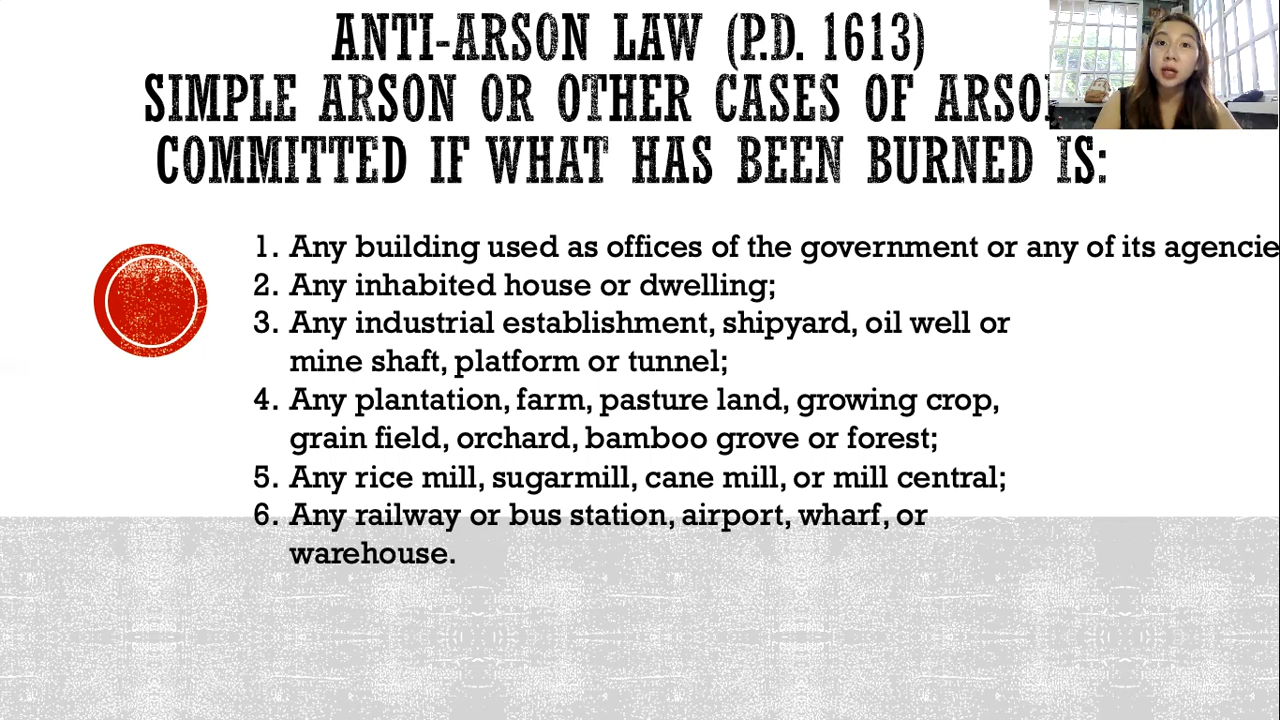 ANTI-ARSON LAW (P.D. 1613)
SIMPLE ARSON OR OTHER CASES OF
COMMITTED IF WHAT HAS BEEN BURNED IS:
1. Any building used as offices of the government or any of its
2. Any inhabited house or dwelling;
3. Any industrial establishment, shipyard, oil well or
mine shaft, platform or tunnel;
4. Any plantation, farm, pasture land, growing crop,
grain field, orchard, bamboo grove or forest;
5. Any rice mill, sugarmill, cane mill, or mill central;
6. Any railway or bus station, airport, wharf, or
warehouse.